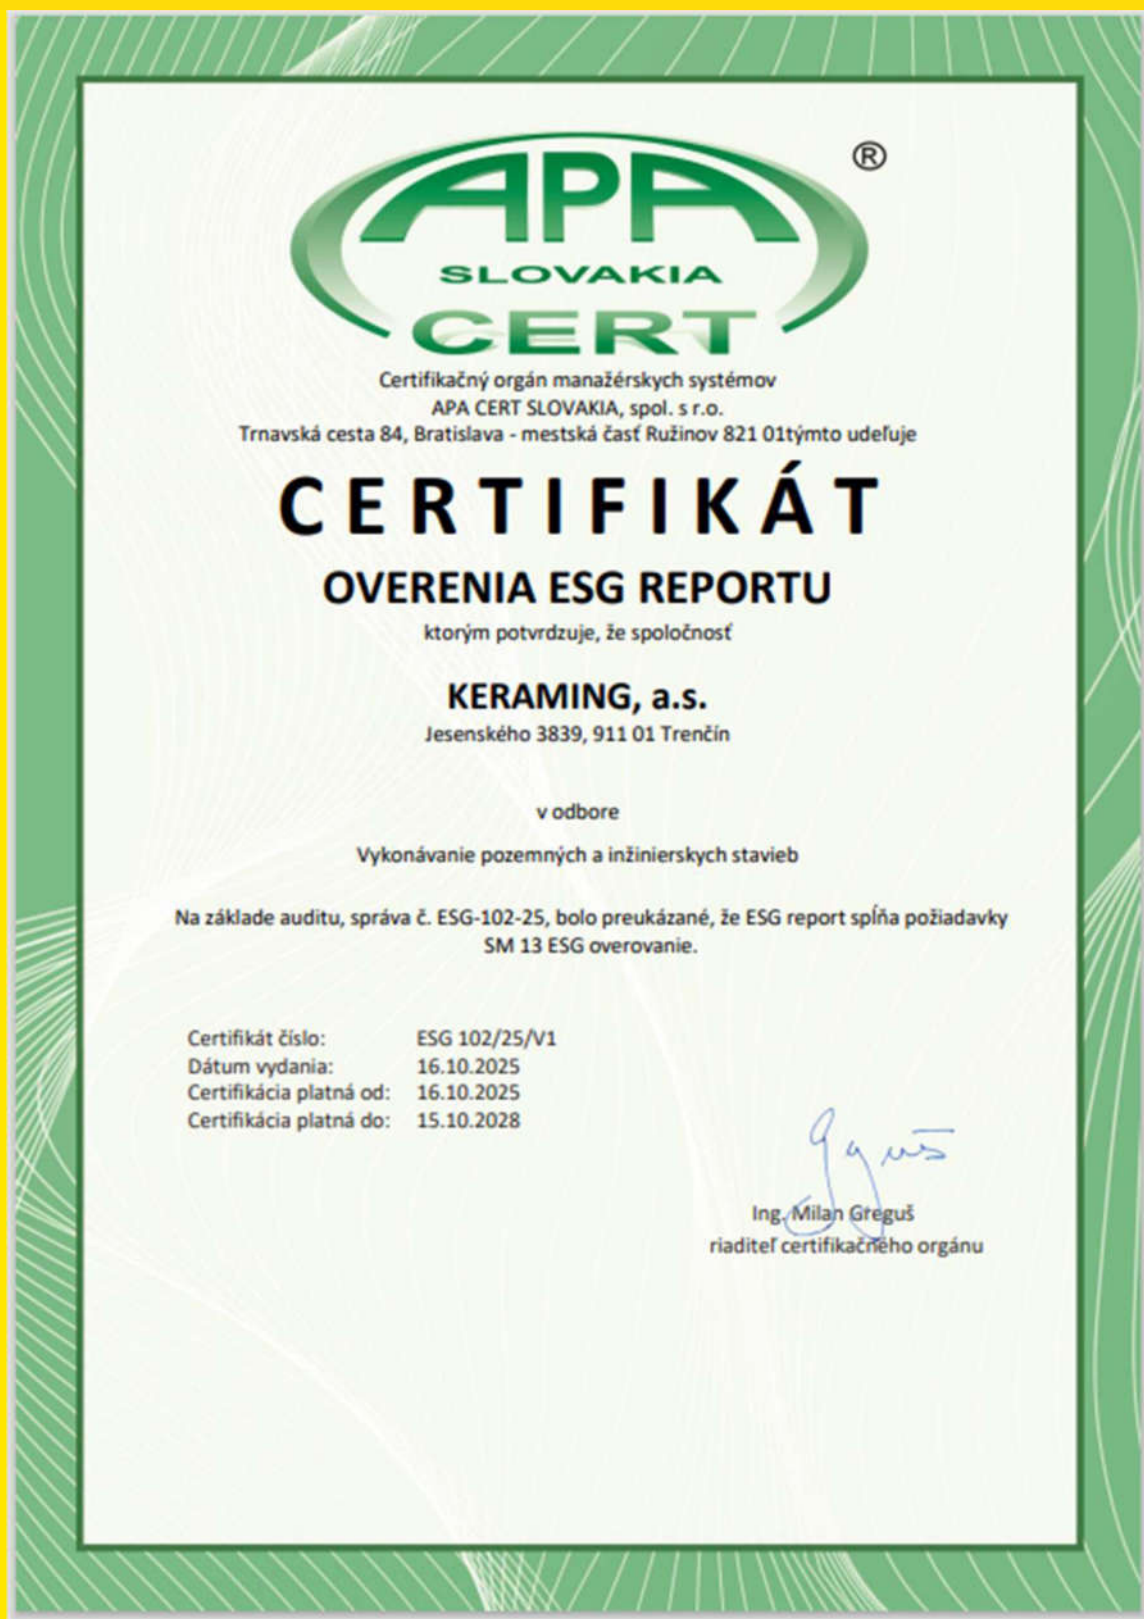 APA ®
SLOVAKIA
CERT
Certifikačný orgán manažérskych systémov
APA CERT SLOVAKIA, spol. s r.o.
Trnavská cesta 84, Bratislava - mestská časť Ružinov 821 01týmto udeľuje
CERTIFIKÁT
OVERENIA ESG REPORTU
ktorým potvrdzuje, že spoločnosť
KERAMING, a.s.
Jesenského 3839, 911 01 Trenčín
v odbore
Vykonávanie pozemných a inžinierskych stavieb
Na základe auditu, správa č. ESG-102-25, bolo preukázané, že ESG report spĺňa požiadavky
SM 13 ESG overovanie.
Certifikát číslo: ESG 102/25/V1
Dátum vydania: 16.10.2025
Certifikácia platná od: 16.10.2025
Certifikácia platná do: 15.10.2028
Ing. Milan Greguš
riaditeľ certifikačného orgánu